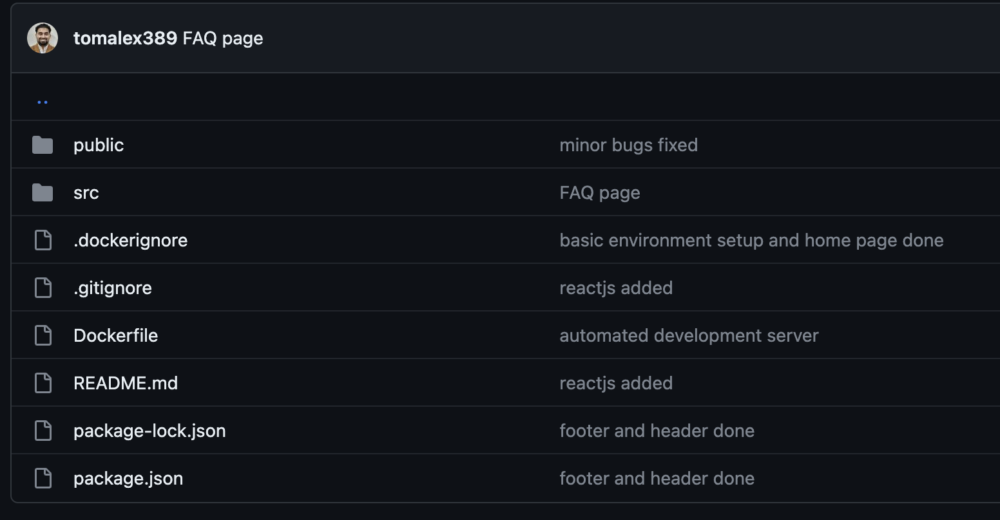 tomalex389 FAQ page
..
public minor bugs fixed
src FAQ page
.dockerignore basic environment setup and home page done
.gitignore reactjs added
Dockerfile automated development server
README.md reactjs added
package-lock.json footer and header done
package.json footer and header done